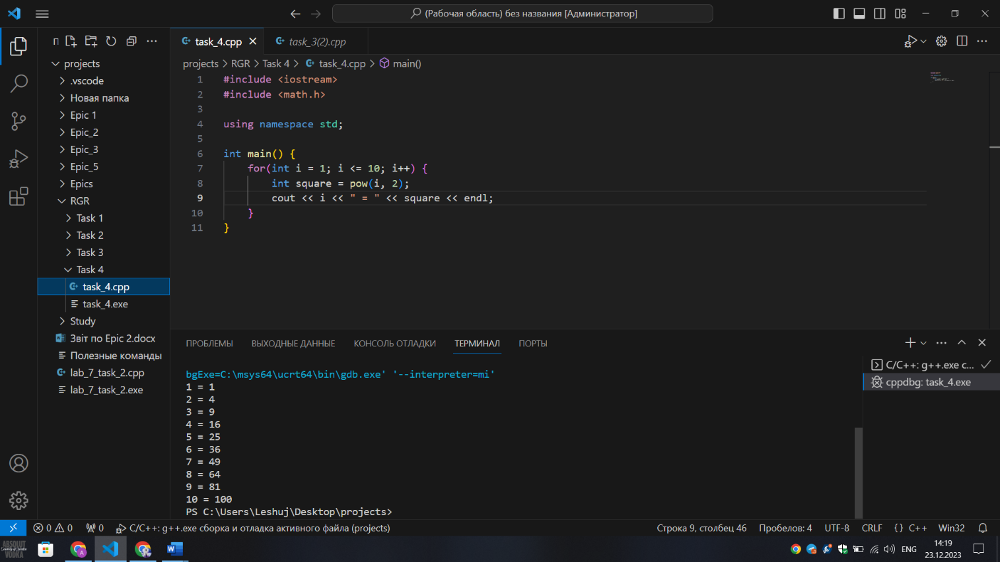 (Рабочая область) без названия [Администратор]
П
task_4.cpp
task_3(2).cpp
projects
.vscode
Новая папка
Epic 1
Epic_2
Epic_3
Epic_5
Epics
RGR
Task 1
Task 2
Task 3
Task 4
task_4.cpp
task_4.exe
Study
Звіт по Epic 2.docx
Полезные команды
lab_7_task_2.cpp
lab_7_task_2.exe
projects > RGR > Task 4 > task_4.cpp > main()
1 #include <iostream>
2 #include <math.h>
3
4 using namespace std;
5
6 int main() {
7 for(int i = 1; i <= 10; i++) {
8 int square = pow(i, 2);
9 cout << i << " = " << square << endl;
10 }
11 }
ПРОБЛЕМЫ ВЫХОДНЫЕ ДАННЫЕ КОНСОЛЬ ОТЛАДКИ ТЕРМИНАЛ ПОРТЫ
bgExe=C:\msys64\ucrt64\bin\gdb.exe' '--interpreter=mi'
1 = 1
2 = 4
3 = 9
4 = 16
5 = 25
6 = 36
7 = 49
8 = 64
9 = 81
10 = 100
PS C:\Users\Leshuj\Desktop\projects>
C/C++: g++.exe с...
cppdbg: task_4.exe
0 0 0 C/C++: g++.exe сборка и отладка активного файла (projects)
Строка 9, столбец 46 Пробелов: 4 UTF-8 CRLF {} C++ Win32
ABSOLUT
Country of Sweden
VODKA
ENG
14:19
23.12.2023